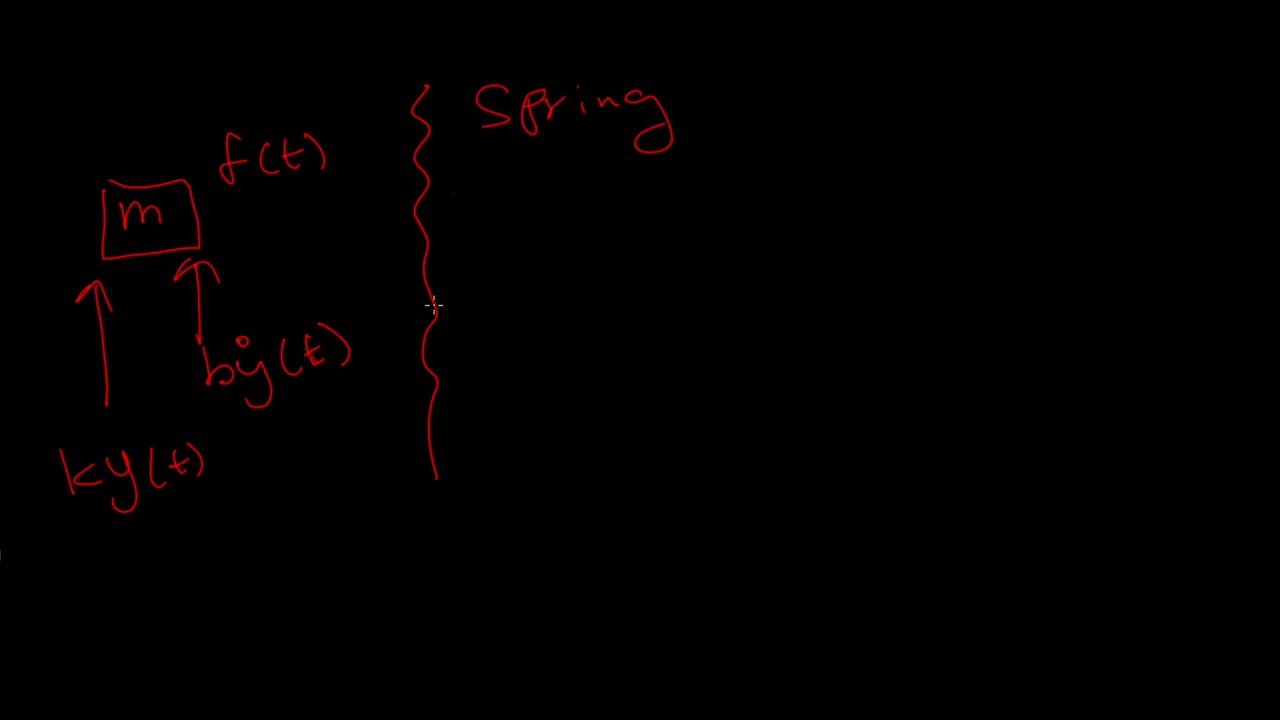 Spring
f(t)
m
bẏ(t)
ky(t)